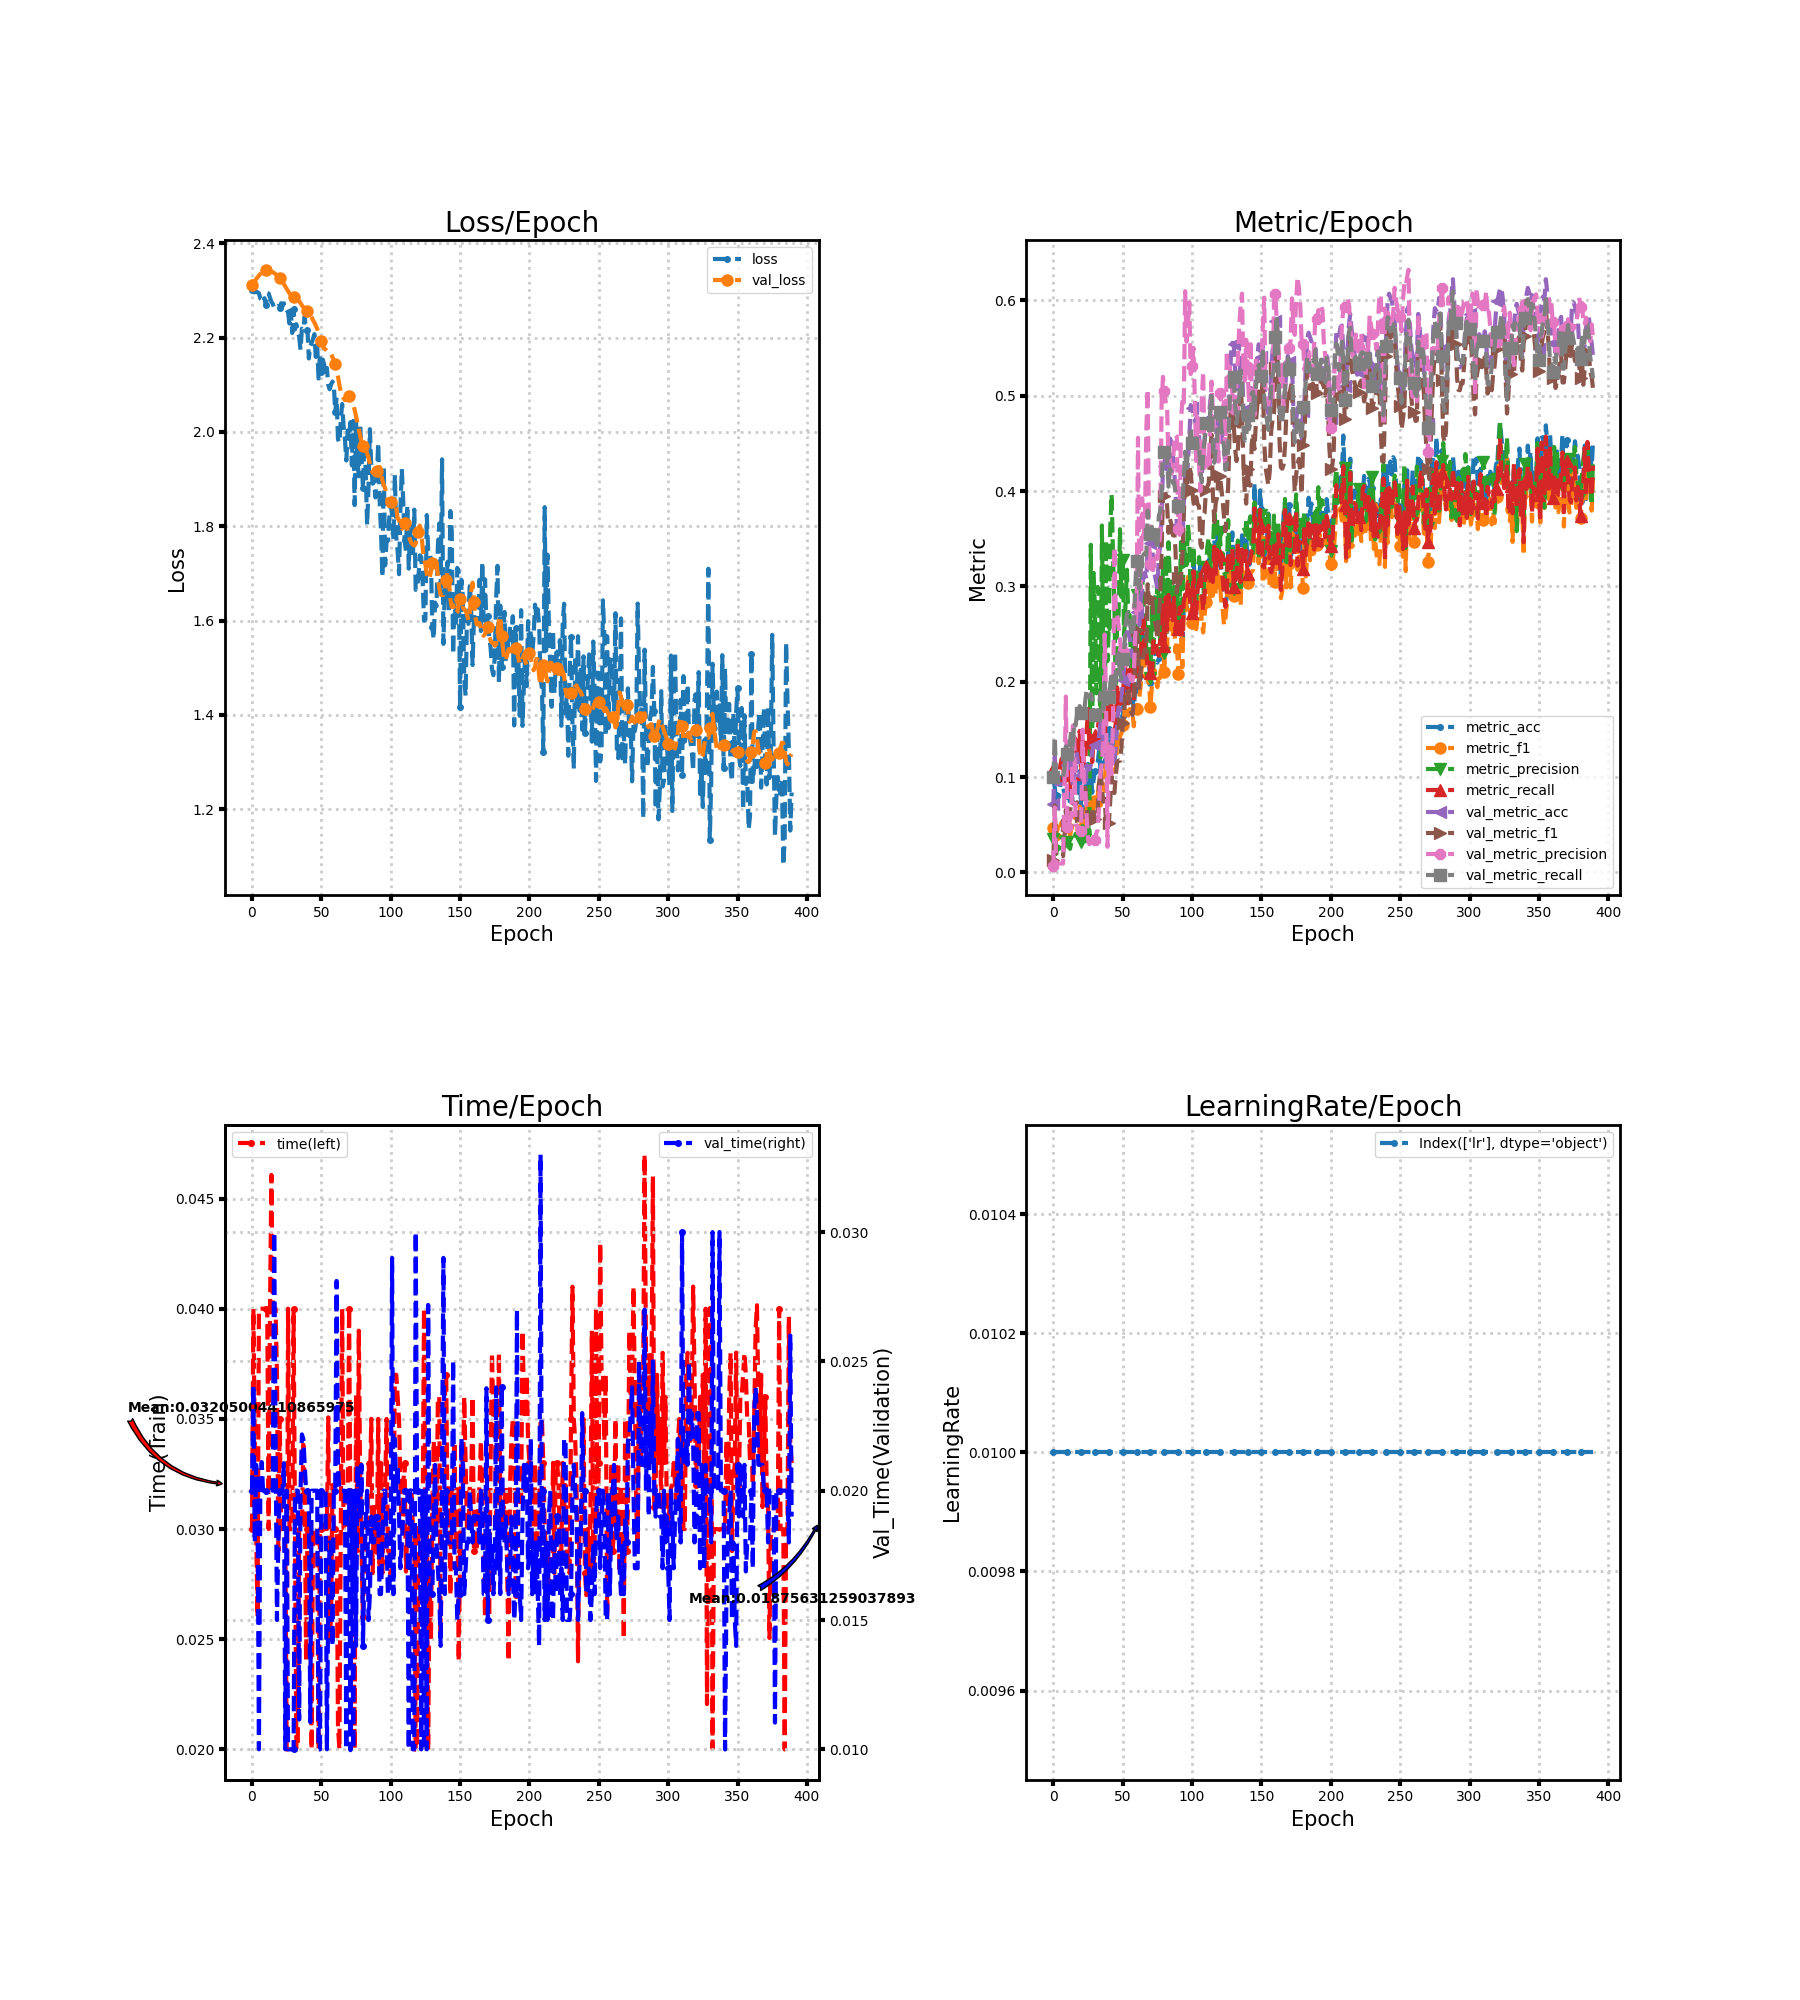 Loss/Epoch
2.4
2.2
2.0
1.8
1.6
1.4
1.2
Loss
loss
val_loss
0 50 100 150 200 250 300 350 400
Epoch
Metric/Epoch
0.6
0.5
0.4
0.3
0.2
0.1
0.0
Metric
metric_acc
metric_f1
metric_precision
metric_recall
val_metric_acc
val_metric_f1
val_metric_precision
val_metric_recall
0 50 100 150 200 250 300 350 400
Epoch
Time/Epoch
time(left)
val_time(right)
0.045
0.040
0.035
0.030
0.025
0.020
Time(Train)
Mean:0.03205004410865975
0.030
0.025
0.020
0.015
0.010
Val_Time(Validation)
Mean:0.01875631259037893
0 50 100 150 200 250 300 350 400
Epoch
LearningRate/Epoch
Index(['lr'], dtype='object')
0.0104
0.0102
0.0100
0.0098
0.0096
LearningRate
0 50 100 150 200 250 300 350 400
Epoch